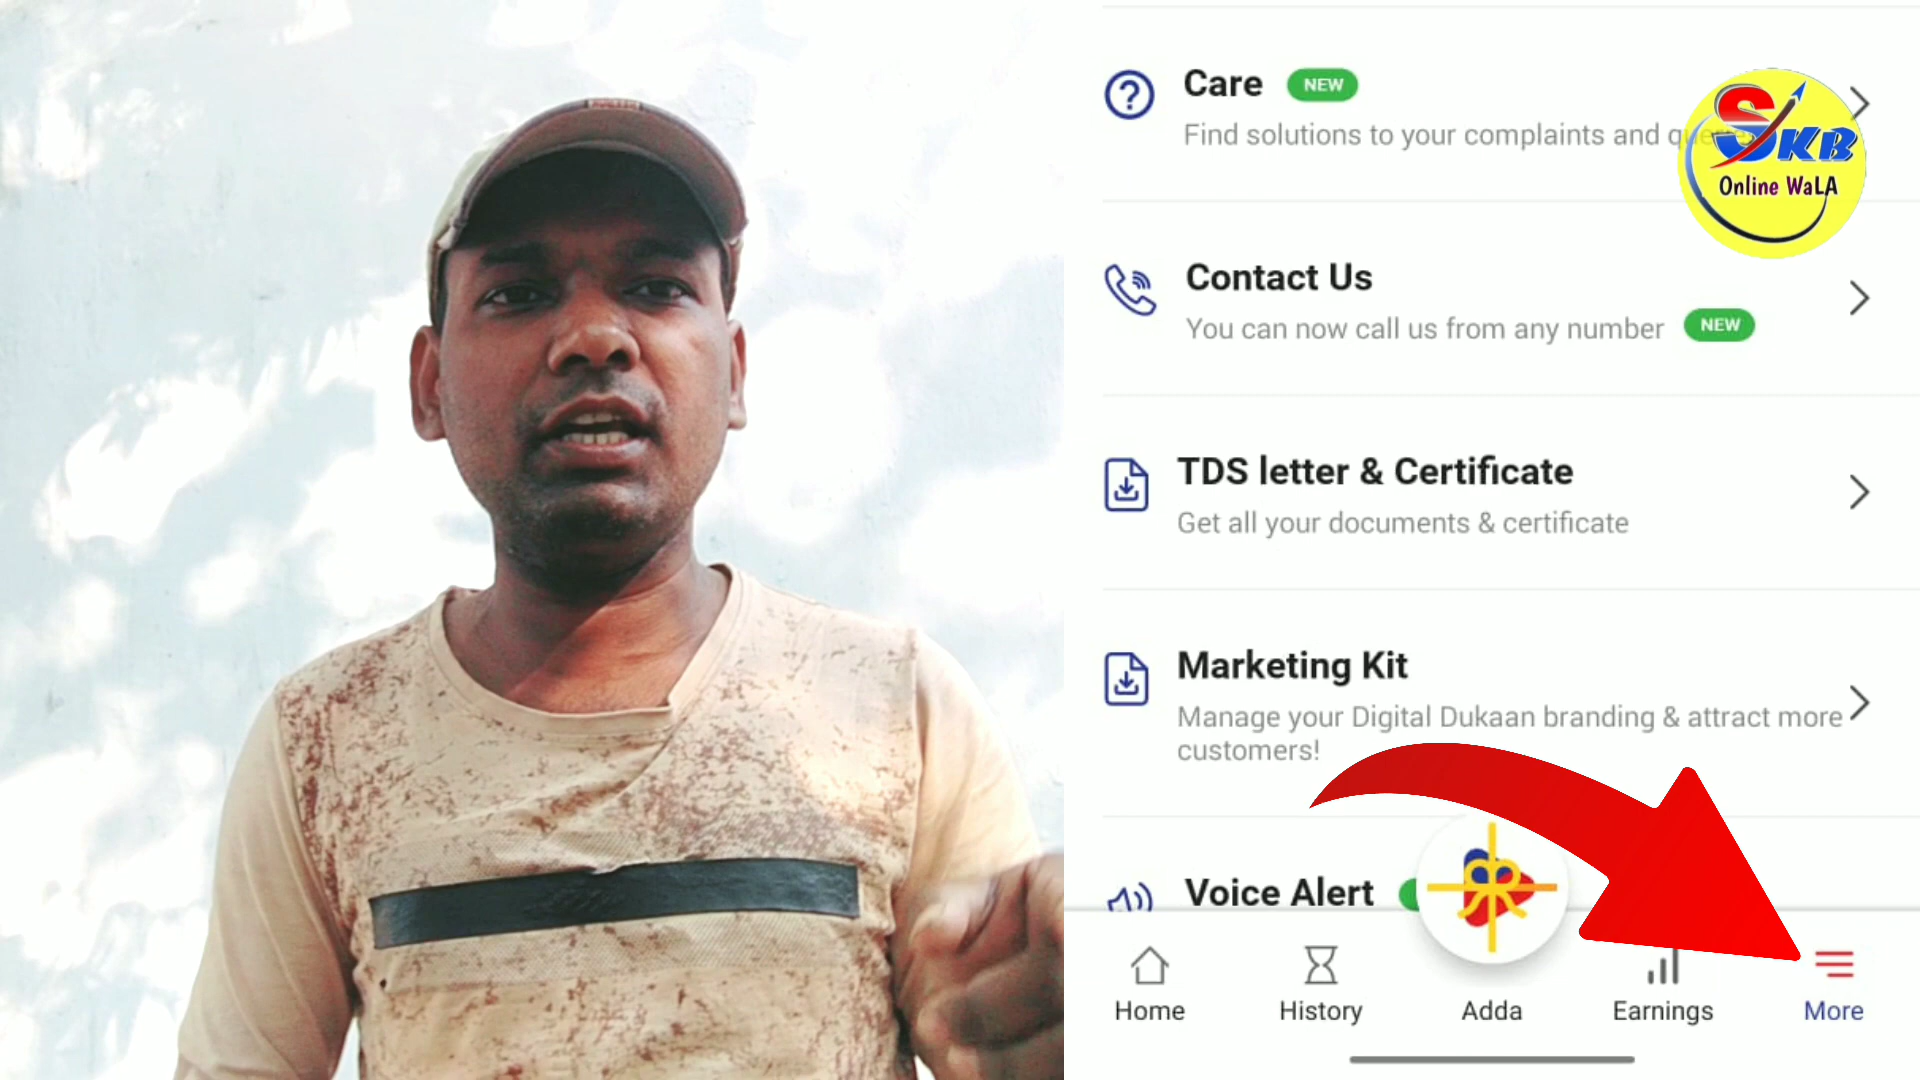 Care NEW
Find solutions to your complaints and
SKB
Online WaLA
Contact Us
You can now call us from any number NEW
TDS letter & Certificate
Get all your documents & certificate
Marketing Kit
Manage your Digital Dukaan branding & attract more
customers!
Voice Alert
Home History Adda Earnings More